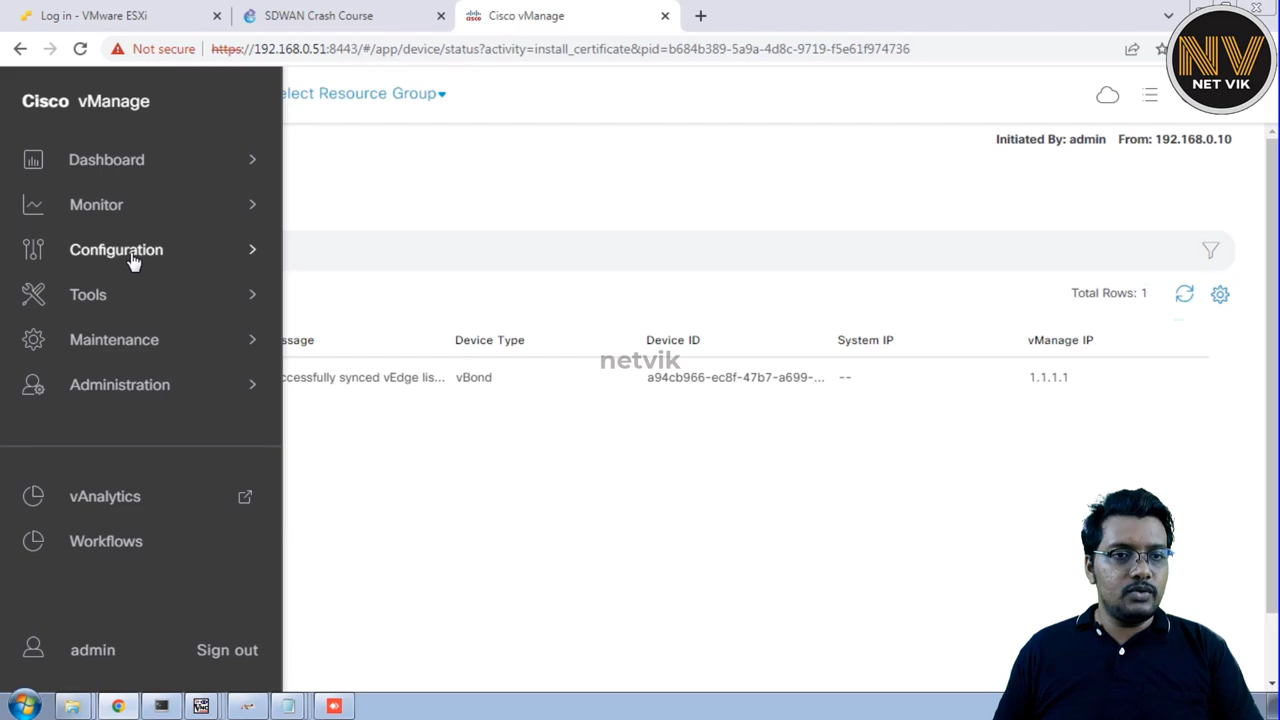 Log in - VMware ESXi
SDWAN Crash Course
Cisco vManage
Not secure
https://192.168.0.51:8443/#/app/device/status?activity=install_certificate&pid=b684b389-5a9a-4d8c-9719-f5e61f974736
NV
NET VIK
Cisco vManage
elect Resource Group
Initiated By: admin From: 192.168.0.10
Dashboard
Monitor
Configuration
Tools
Maintenance
Administration
vAnalytics
Workflows
admin
Sign out
Total Rows: 1
ssage Device Type Device ID System IP vManage IP
netvik
ccessfully synced vEdge lis... vBond a94cb966-ec8f-47b7-a699-... -- 1.1.1.1